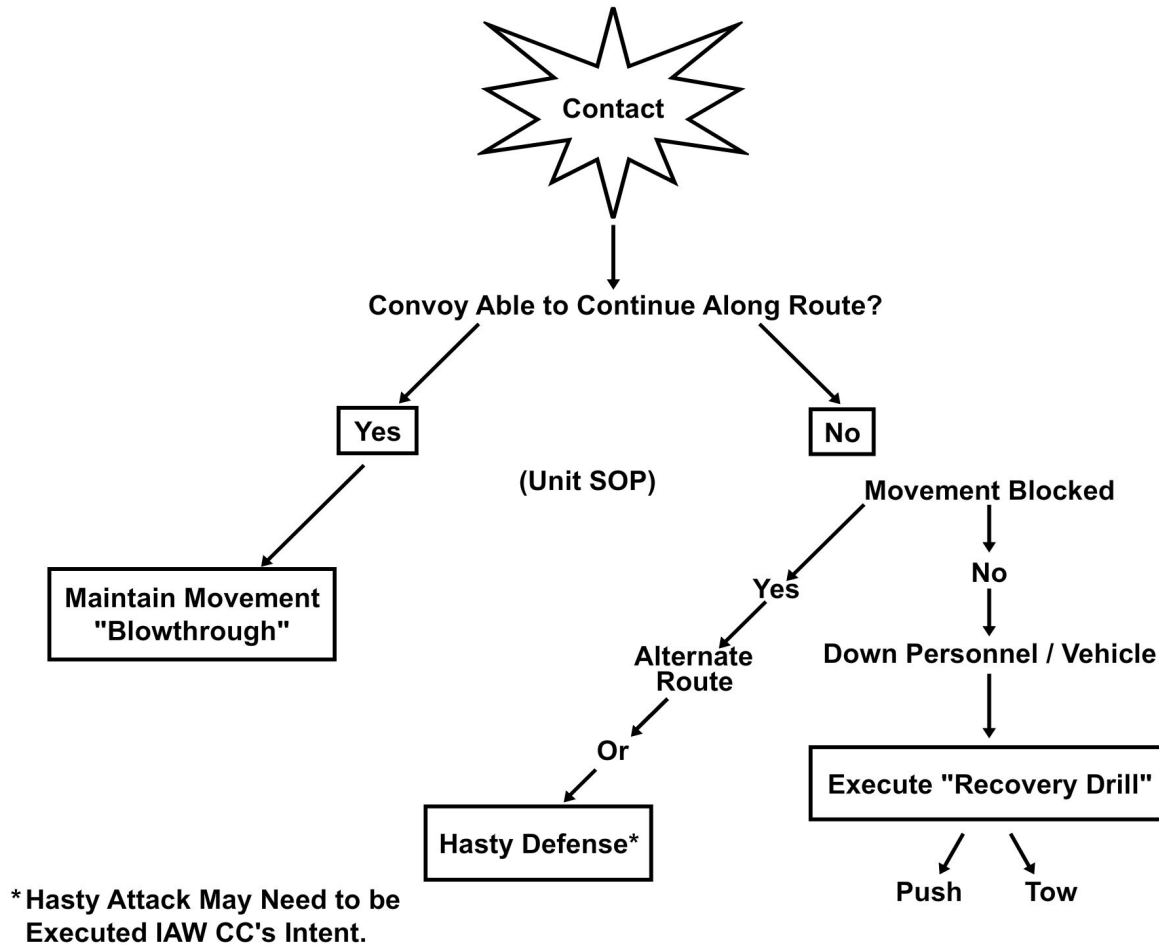 Contact
Convoy Able to Continue Along Route?
Yes
No
(Unit SOP)
Movement Blocked
Maintain Movement
"Blowthrough"
Yes
No
Alternate
Route
Down Personnel / Vehicle
Or
Execute "Recovery Drill"
Hasty Defense*
Push
Tow
* Hasty Attack May Need to be
Executed IAW CC's Intent.